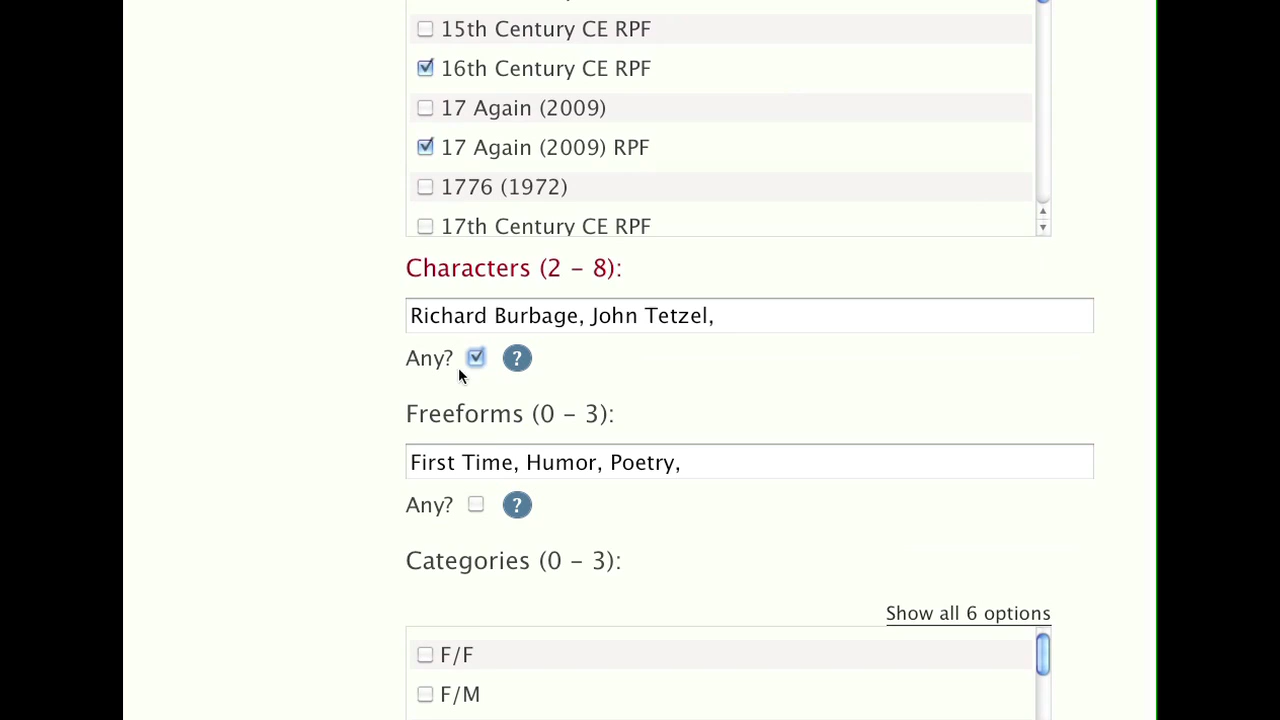 15th Century CE RPF
16th Century CE RPF
17 Again (2009)
17 Again (2009) RPF
1776 (1972)
17th Century CE RPF
Characters (2 – 8):
Richard Burbage, John Tetzel,
Any? ?
Freeforms (0 – 3):
First Time, Humor, Poetry,
Any? ?
Categories (0 – 3):
Show all 6 options
F/F
F/M